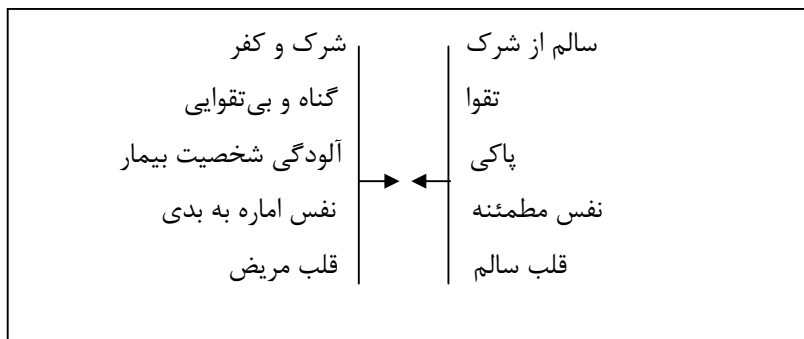 سالم از شرک شرک و کفر
تقوا گناه و بی‌تقوایی
پاکی آلودگی شخصیت بیمار
نفس مطمئنه نفس اماره به بدی
قلب سالم قلب مریض